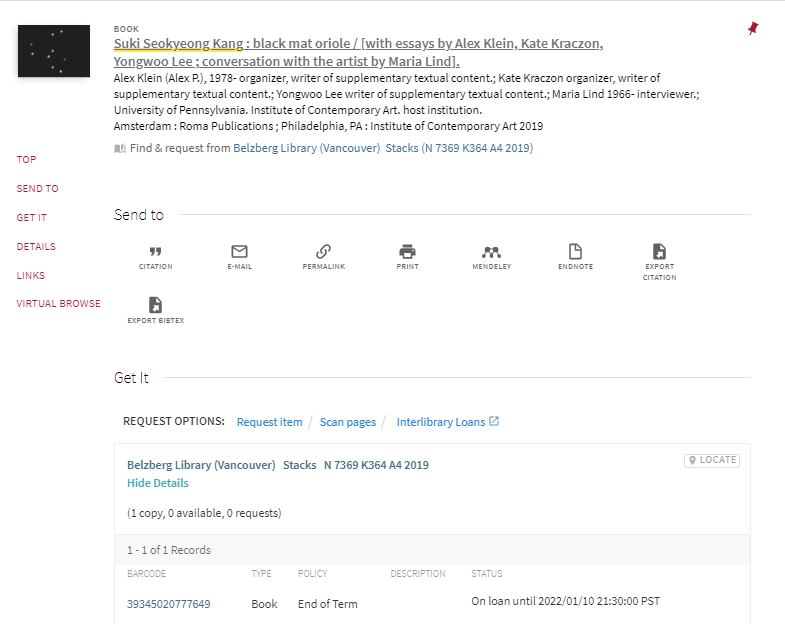 BOOK
Suki Seokyeong Kang : black mat oriole / [with essays by Alex Klein, Kate Kraczon,
Yongwoo Lee ; conversation with the artist by Maria Lind].
Alex Klein (Alex P.), 1978- organizer, writer of supplementary textual content.; Kate Kraczon organizer, writer of
supplementary textual content.; Yongwoo Lee writer of supplementary textual content.; Maria Lind 1966- interviewer.;
University of Pennsylvania. Institute of Contemporary Art. host institution.
Amsterdam : Roma Publications ; Philadelphia, PA : Institute of Contemporary Art 2019
Find & request from Belzberg Library (Vancouver) Stacks (N 7369 K364 A4 2019)
TOP
SEND TO
GET IT
DETAILS
LINKS
VIRTUAL BROWSE
Send to
CITATION E-MAIL PERMALINK PRINT MENDELEY ENDNOTE EXPORT CITATION
EXPORT BIBTEX
Get It
REQUEST OPTIONS: Request item / Scan pages / Interlibrary Loans
Belzberg Library (Vancouver) Stacks N 7369 K364 A4 2019 LOCATE
Hide Details
(1 copy, 0 available, 0 requests)
1 - 1 of 1 Records
BARCODE TYPE POLICY DESCRIPTION STATUS
39345020777649 Book End of Term On loan until 2022/01/10 21:30:00 PST